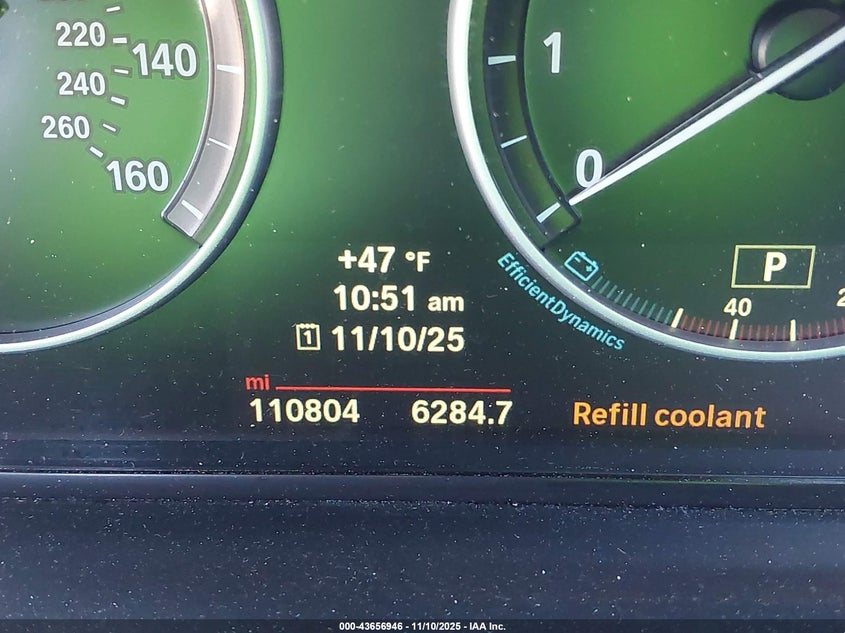 220
140
240
260
160
1
0
+47 °F
10:51 am
1 11/10/25
EfficientDynamics
P
40
mi
110804 6284.7
Refill coolant
000-43656946 - 11/10/2025 - IAA Inc.